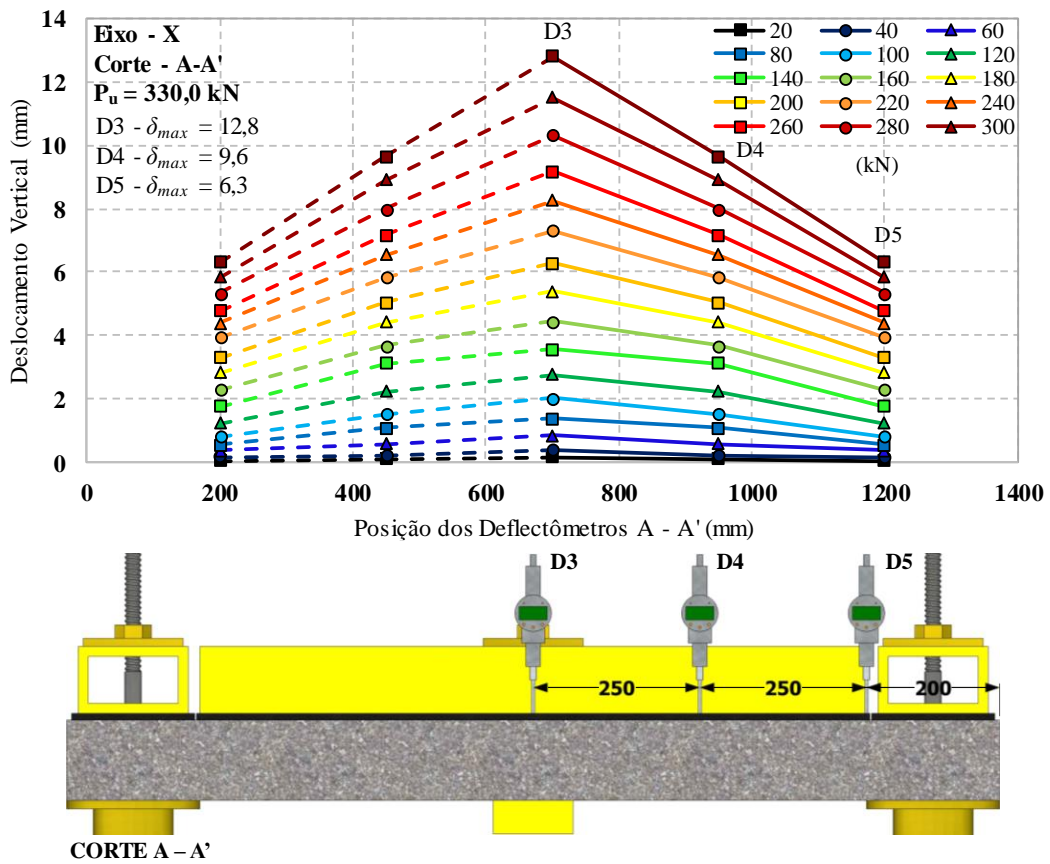 14
12
10
8
6
4
2
0
Deslocamento Vertical (mm)
Eixo - X
Corte - A-A'
Pu = 330,0 kN
D3 - δmax = 12,8
D4 - δmax = 9,6
D5 - δmax = 6,3
D3
D4
D5
20 40 60
80 100 120
140 160 180
200 220 240
260 280 300
(kN)
0 200 400 600 800 1000 1200 1400
Posição dos Deflectômetros A - A' (mm)
D3 D4 D5
250 250 200
CORTE A – A’